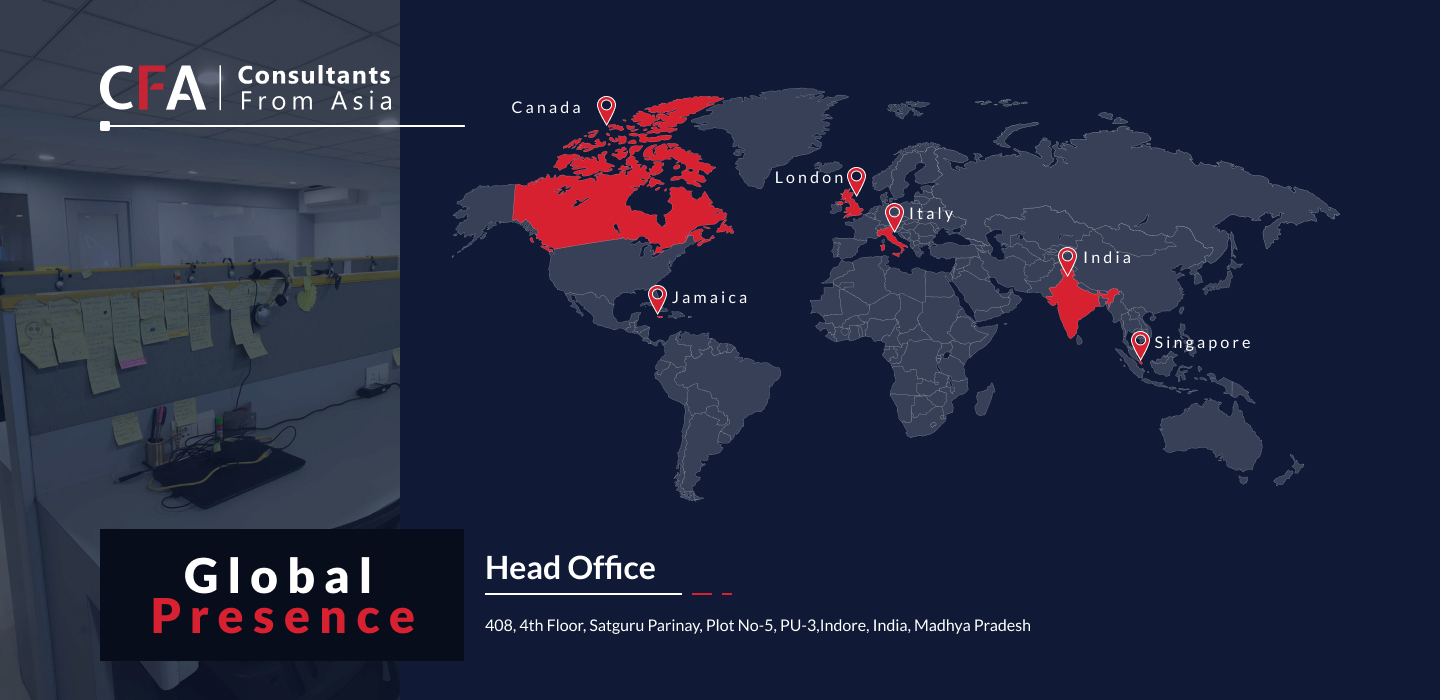 CFA Consultants
From Asia
Canada
London
Italy
India
Jamaica
Singapore
Global
Presence
Head Office
408, 4th Floor, Satguru Parinay, Plot No-5, PU-3,Indore, India, Madhya Pradesh